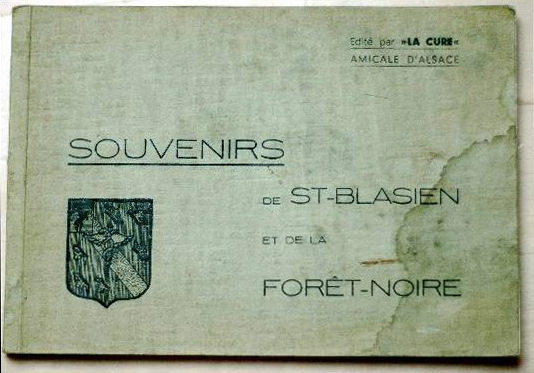 Edité par »LA CURE«
AMICALE D'ALSACE
SOUVENIRS
DE ST-BLASIEN
ET DE LA
FORÊT-NOIRE